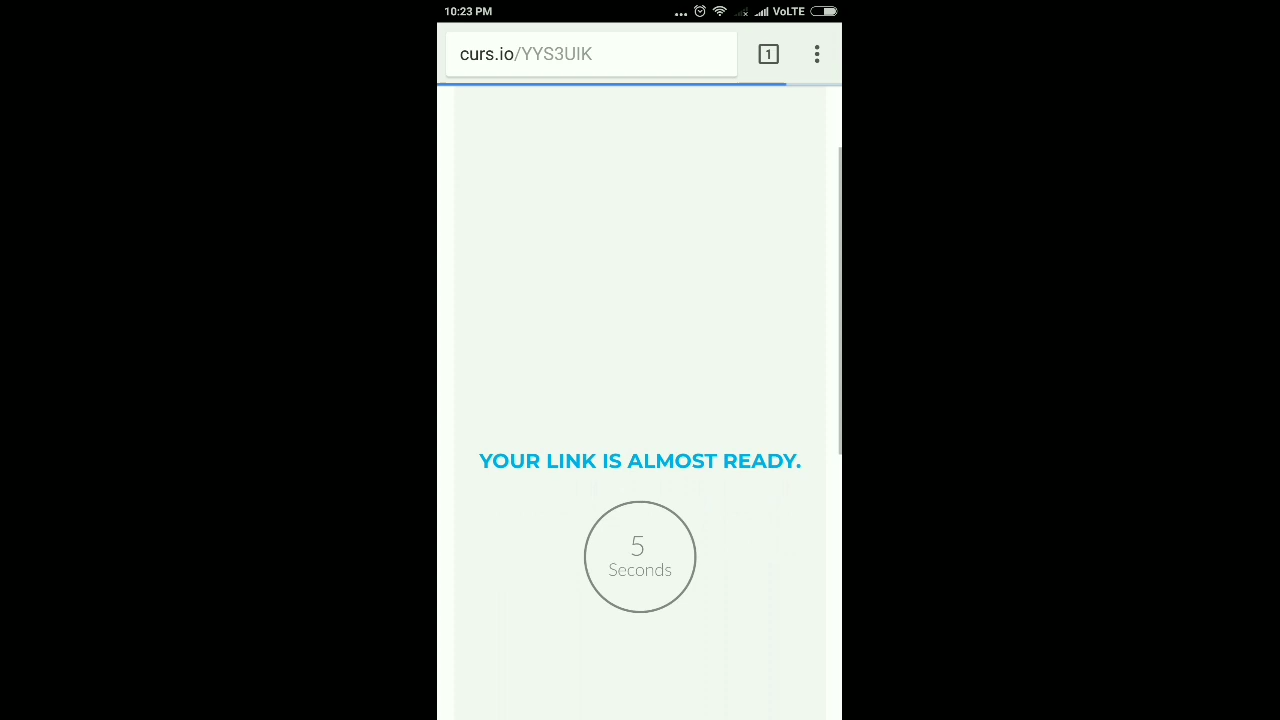 10:23 PM ... VoLTE
curs.io/YYS3UIK 1
YOUR LINK IS ALMOST READY.
5
Seconds